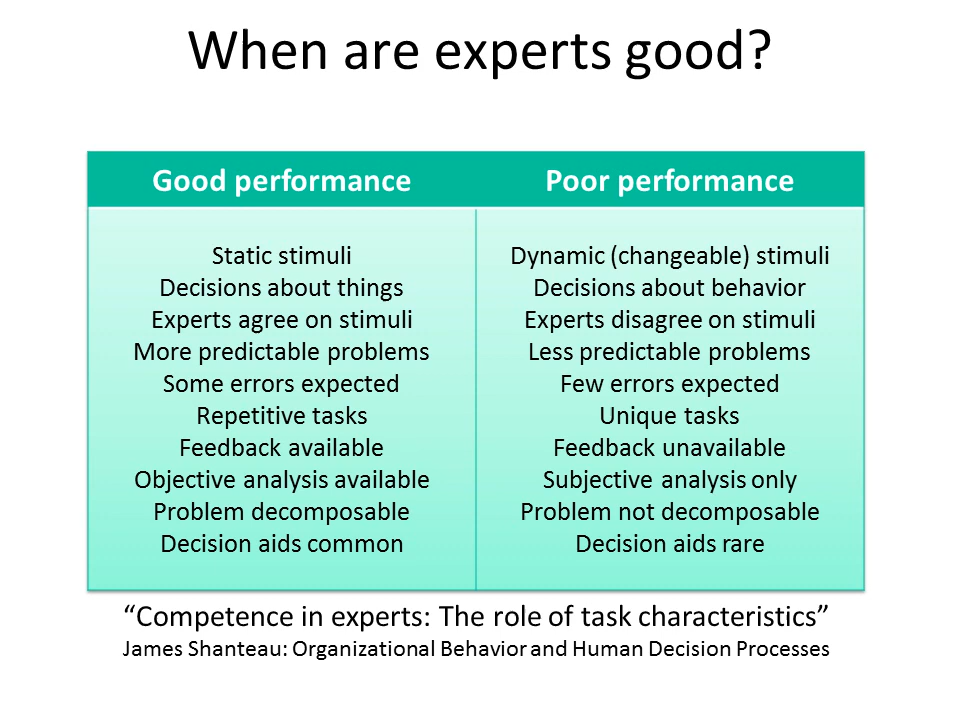 When are experts good?
Good performance
Poor performance
Static stimuli
Decisions about things
Experts agree on stimuli
More predictable problems
Some errors expected
Repetitive tasks
Feedback available
Objective analysis available
Problem decomposable
Decision aids common
Dynamic (changeable) stimuli
Decisions about behavior
Experts disagree on stimuli
Less predictable problems
Few errors expected
Unique tasks
Feedback unavailable
Subjective analysis only
Problem not decomposable
Decision aids rare
“Competence in experts: The role of task characteristics”
James Shanteau: Organizational Behavior and Human Decision Processes